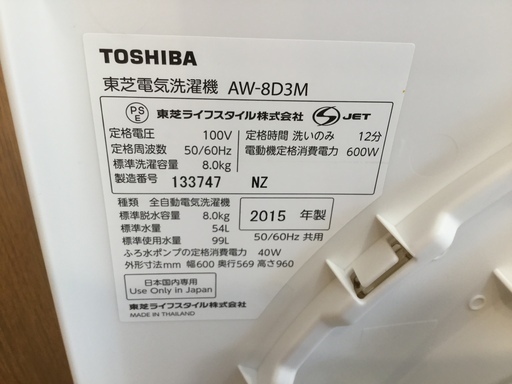 TOSHIBA
東芝電気洗濯機 AW-8D3M
PS E 東芝ライフスタイル株式会社 JET
定格電圧 100V 定格時間 洗いのみ 12分
定格周波数 50/60Hz 電動機定格消費電力 600W
標準洗濯容量 8.0kg
製造番号 133747 NZ
種類 全自動電気洗濯機
標準脱水容量 8.0kg 2015 年製
標準水量 54L
標準使用水量 99L 50/60Hz 共用
ふろ水ポンプの定格消費電力 40W
外形寸法mm 幅600 奥行569 高さ960
日本国内専用
Use Only in Japan
東芝ライフスタイル株式会社
MADE IN THAILAND